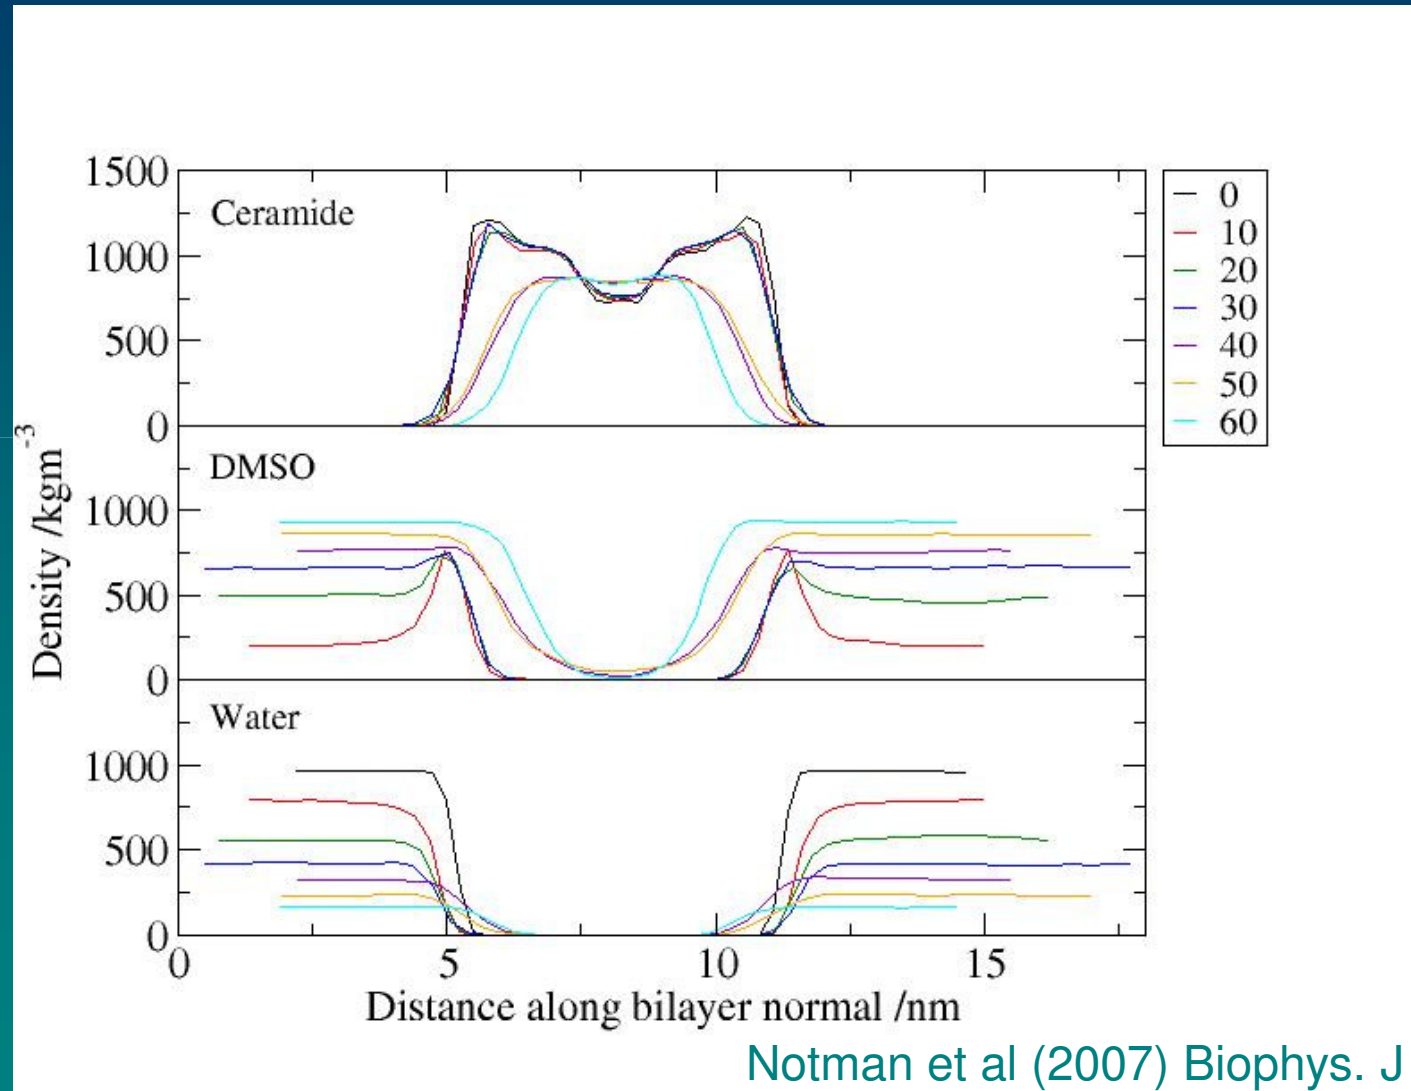 1500
Ceramide
1000
500
0
0
10
20
30
40
50
60
DMSO
1000
500
0
Water
1000
500
0
Density /kgm-3
0 5 10 15
Distance along bilayer normal /nm
Notman et al (2007) Biophys. J